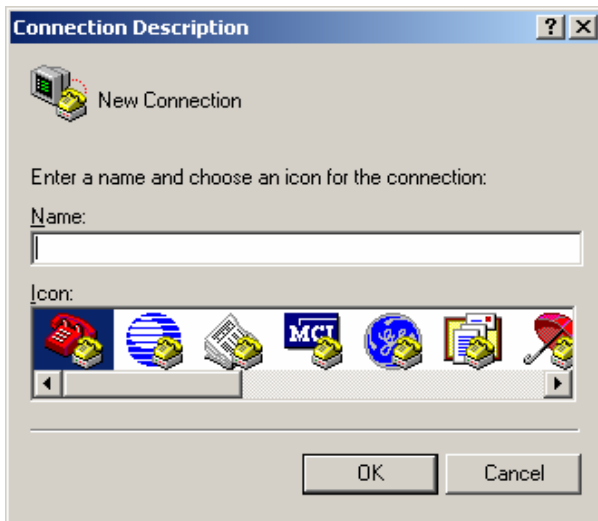 Connection Description
New Connection
Enter a name and choose an icon for the connection:
Name:
Icon:
MCI
OK Cancel